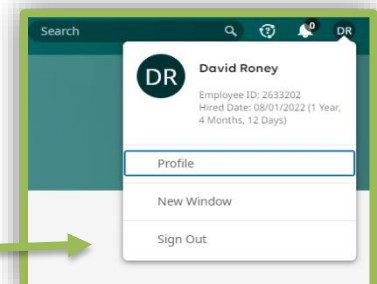 Search
0
DR
DR
David Roney
Employee ID: 2633202
Hired Date: 08/01/2022 (1 Year,
4 Months, 12 Days)
Profile
New Window
Sign Out